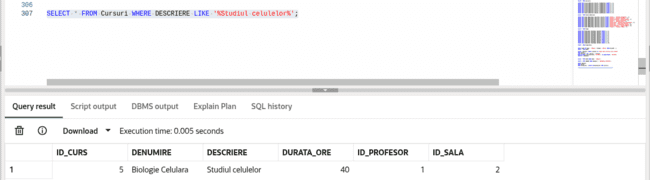 306
307 SELECT * FROM Cursuri WHERE DESCRIERE LIKE '%Studiul celulelor%';
Query result Script output DBMS output Explain Plan SQL history
Download Execution time: 0.005 seconds
ID_CURS DENUMIRE DESCRIERE DURATA_ORE ID_PROFESOR ID_SALA
1 5 Biologie Celulara Studiul celulelor 40 1 2